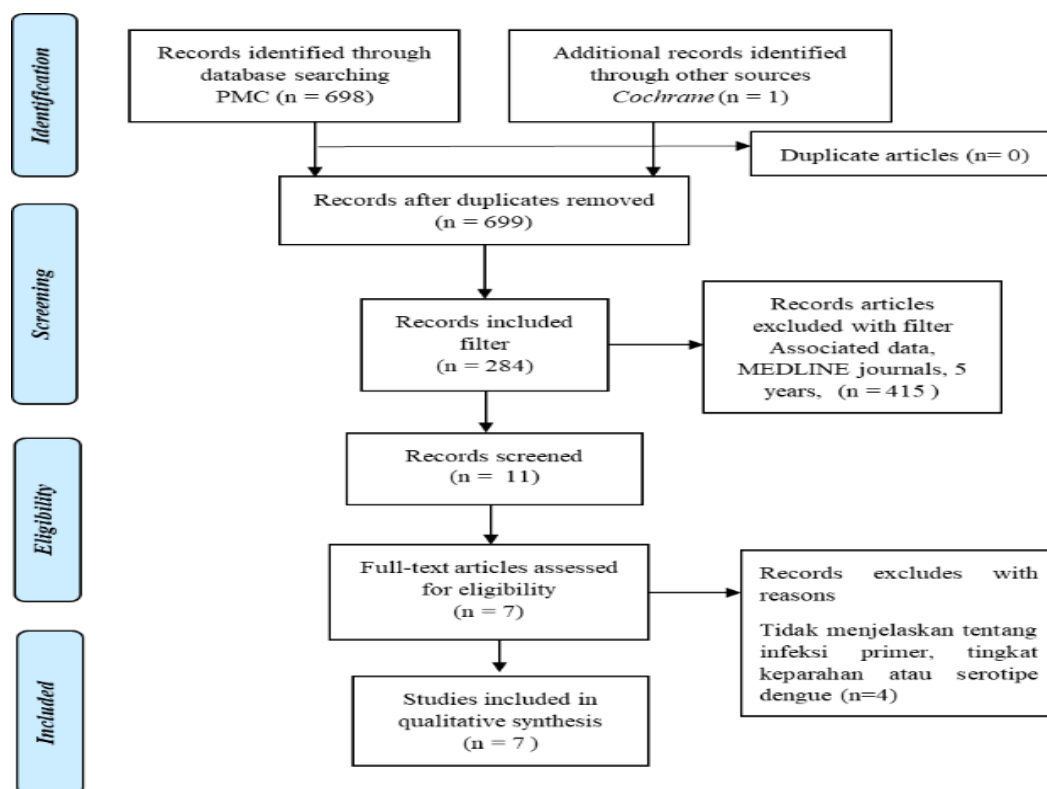 Identification
Records identified through
database searching
PMC (n = 698)
Additional records identified
through other sources
Cochrane (n = 1)
Duplicate articles (n= 0)
Records after duplicates removed
(n = 699)
Screening
Records included
filter
(n = 284)
Records articles
excluded with filter
Associated data,
MEDLINE journals, 5
years, (n = 415 )
Records screened
(n = 11)
Eligibility
Full-text articles assessed
for eligibility
(n = 7)
Records excludes with
reasons
Tidak menjelaskan tentang
infeksi primer, tingkat
keparahan atau serotipe
dengue (n=4)
Included
Studies included in
qualitative synthesis
(n = 7 )